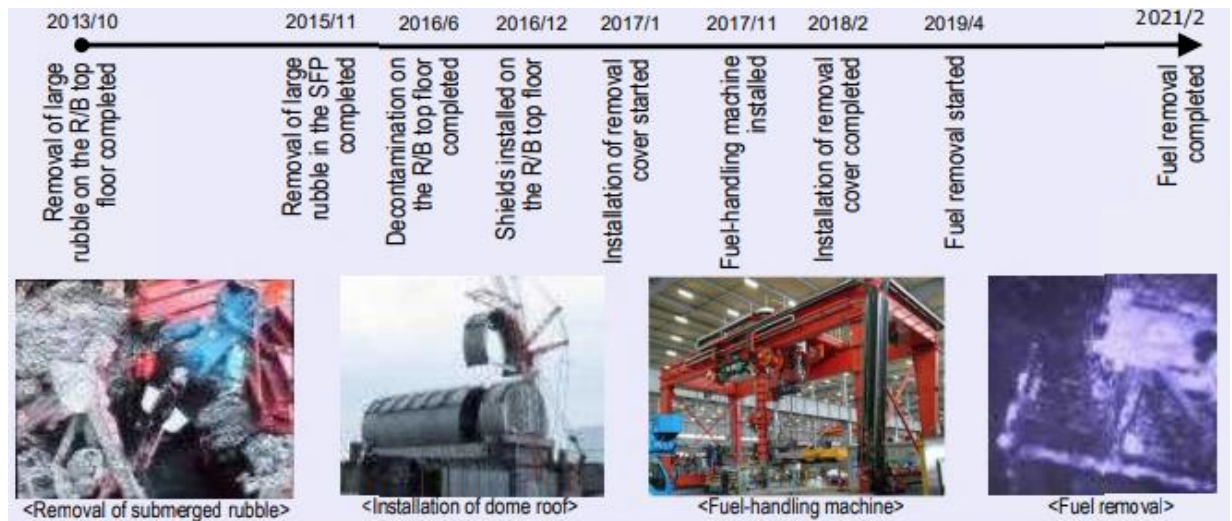 2013/10
2015/11
2016/6
2016/12
2017/1
2017/11
2018/2
2019/4
2021/2
Removal of large
rubble on the R/B top
floor completed
Removal of large
rubble in the SFP
completed
Decontamination on
the R/B top floor
completed
Shields installed on
the R/B top floor
Installation of removal
cover started
Fuel-handling machine
installed
Installation of removal
cover completed
Fuel removal started
Fuel removal
completed
<Removal of submerged rubble>
<Installation of dome roof>
<Fuel-handling machine>
<Fuel removal>